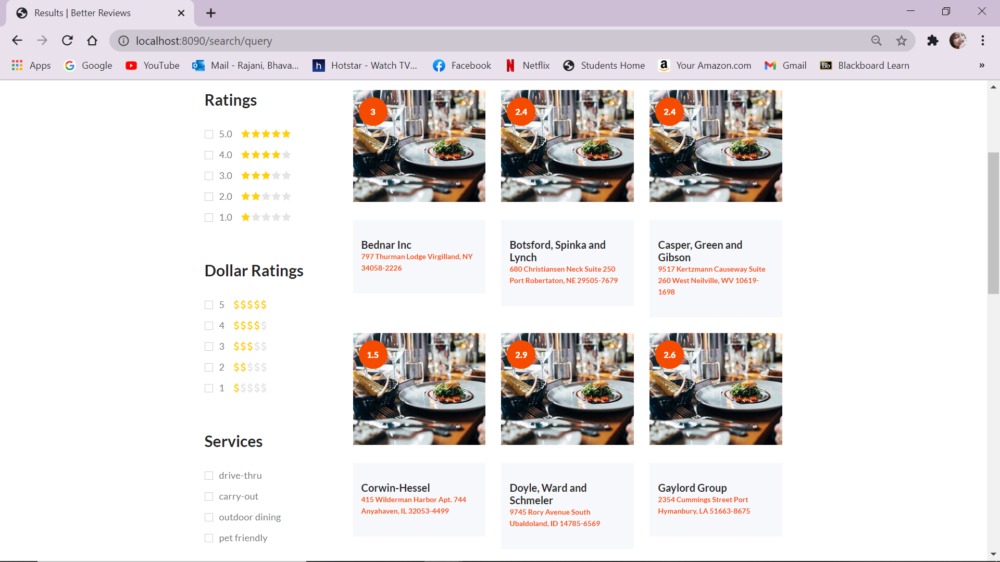 Results | Better Reviews
localhost:8090/search/query
Apps
Google
YouTube
Mail - Rajani, Bhava...
h
Hotstar - Watch TV...
Facebook
Netflix
Students Home
a
Your Amazon.com
Gmail
Bb
Blackboard Learn
»
Ratings
5.0
4.0
3.0
2.0
1.0
Dollar Ratings
5 $$$$$
4 $$$$$
3 $$$$$
2 $$$$$
1 $$$$$
Services
drive-thru
carry-out
outdoor dining
pet friendly
3
Bednar Inc
797 Thurman Lodge Virgilland, NY
34058-2226
2.4
Botsford, Spinka and
Lynch
680 Christiansen Neck Suite 250
Port Robertaton, NE 29505-7679
2.4
Casper, Green and
Gibson
9517 Kertzmann Causeway Suite
260 West Neilville, WV 10619-
1698
1.5
Corwin-Hessel
415 Wilderman Harbor Apt. 744
Anyahaven, IL 32053-4499
2.9
Doyle, Ward and
Schmeler
9745 Rory Avenue South
Ubaldoland, ID 14785-6569
2.6
Gaylord Group
2354 Cummings Street Port
Hymanbury, LA 51663-8675